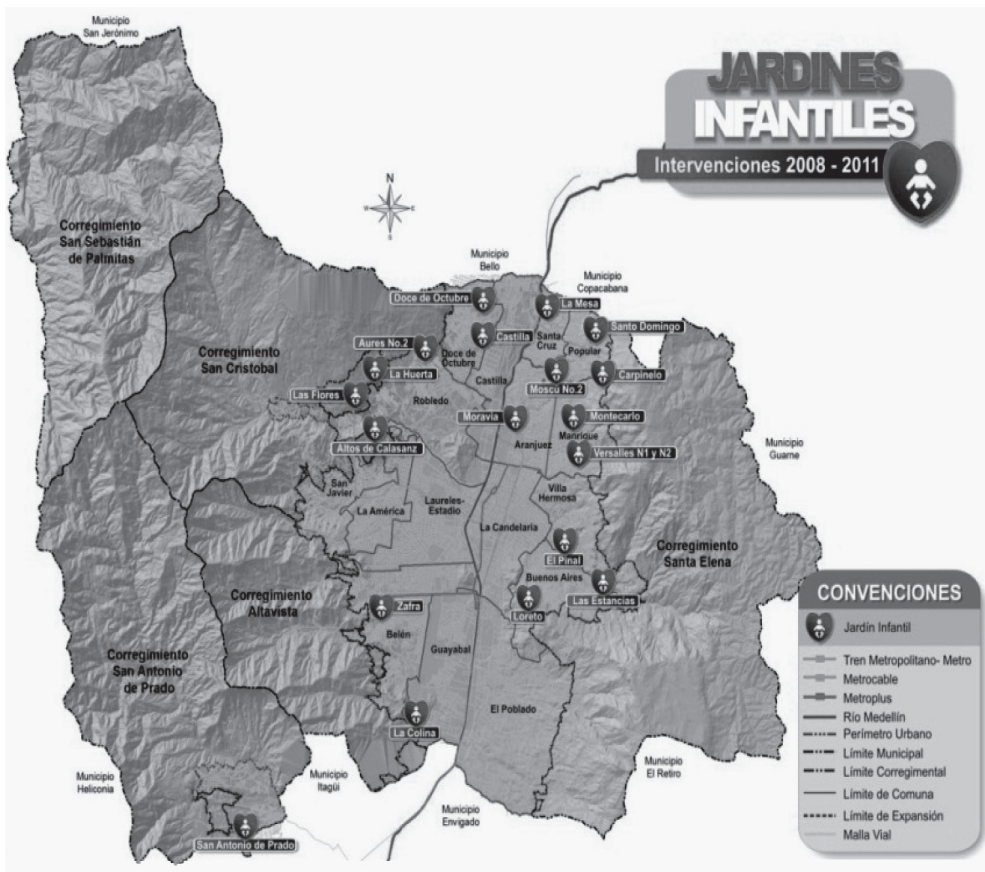 Municipio
San Jerónimo
JARDINES
INFANTILES
Intervenciones 2008 - 2011
N
W
E
S
Corregimiento
San Sebastián
de Palmitas
Municipio
Bello
Municipio
Copacabana
Doce de Octubre
La Mesa
Santo Domingo
Castilla
Santa
Cruz
Popular
Aures No.2
Doce de
Octubre
Corregimiento
San Cristobal
La Huerta
Castilla
Moscú No.2
Carpinelo
Las Flores
Robledo
Moravia
Montecarlo
Aranjuez
Manrique
Municipio
Guarne
Altos de Calasanz
Versalles N1 y N2
San
Javier
La América
Laureles-
Estadio
Villa
Hermosa
La Candelaria
El Pinal
Corregimiento
Santa Elena
Buenos Aires
Las Estancias
Corregimiento
Altavista
Zafra
Loreto
Belén
Guayabal
Corregimiento
San Antonio
de Prado
El Poblado
La Colina
Municipio
Heliconia
Municipio
Itagüi
Municipio
El Retiro
Municipio
Envigado
San Antonio de Prado
CONVENCIONES
Jardín Infantil
Tren Metropolitano- Metro
Metrocable
Metroplus
Río Medellín
Perímetro Urbano
Límite Municipal
Límite Corregimental
Límite de Comuna
Límite de Expansión
Malla Vial